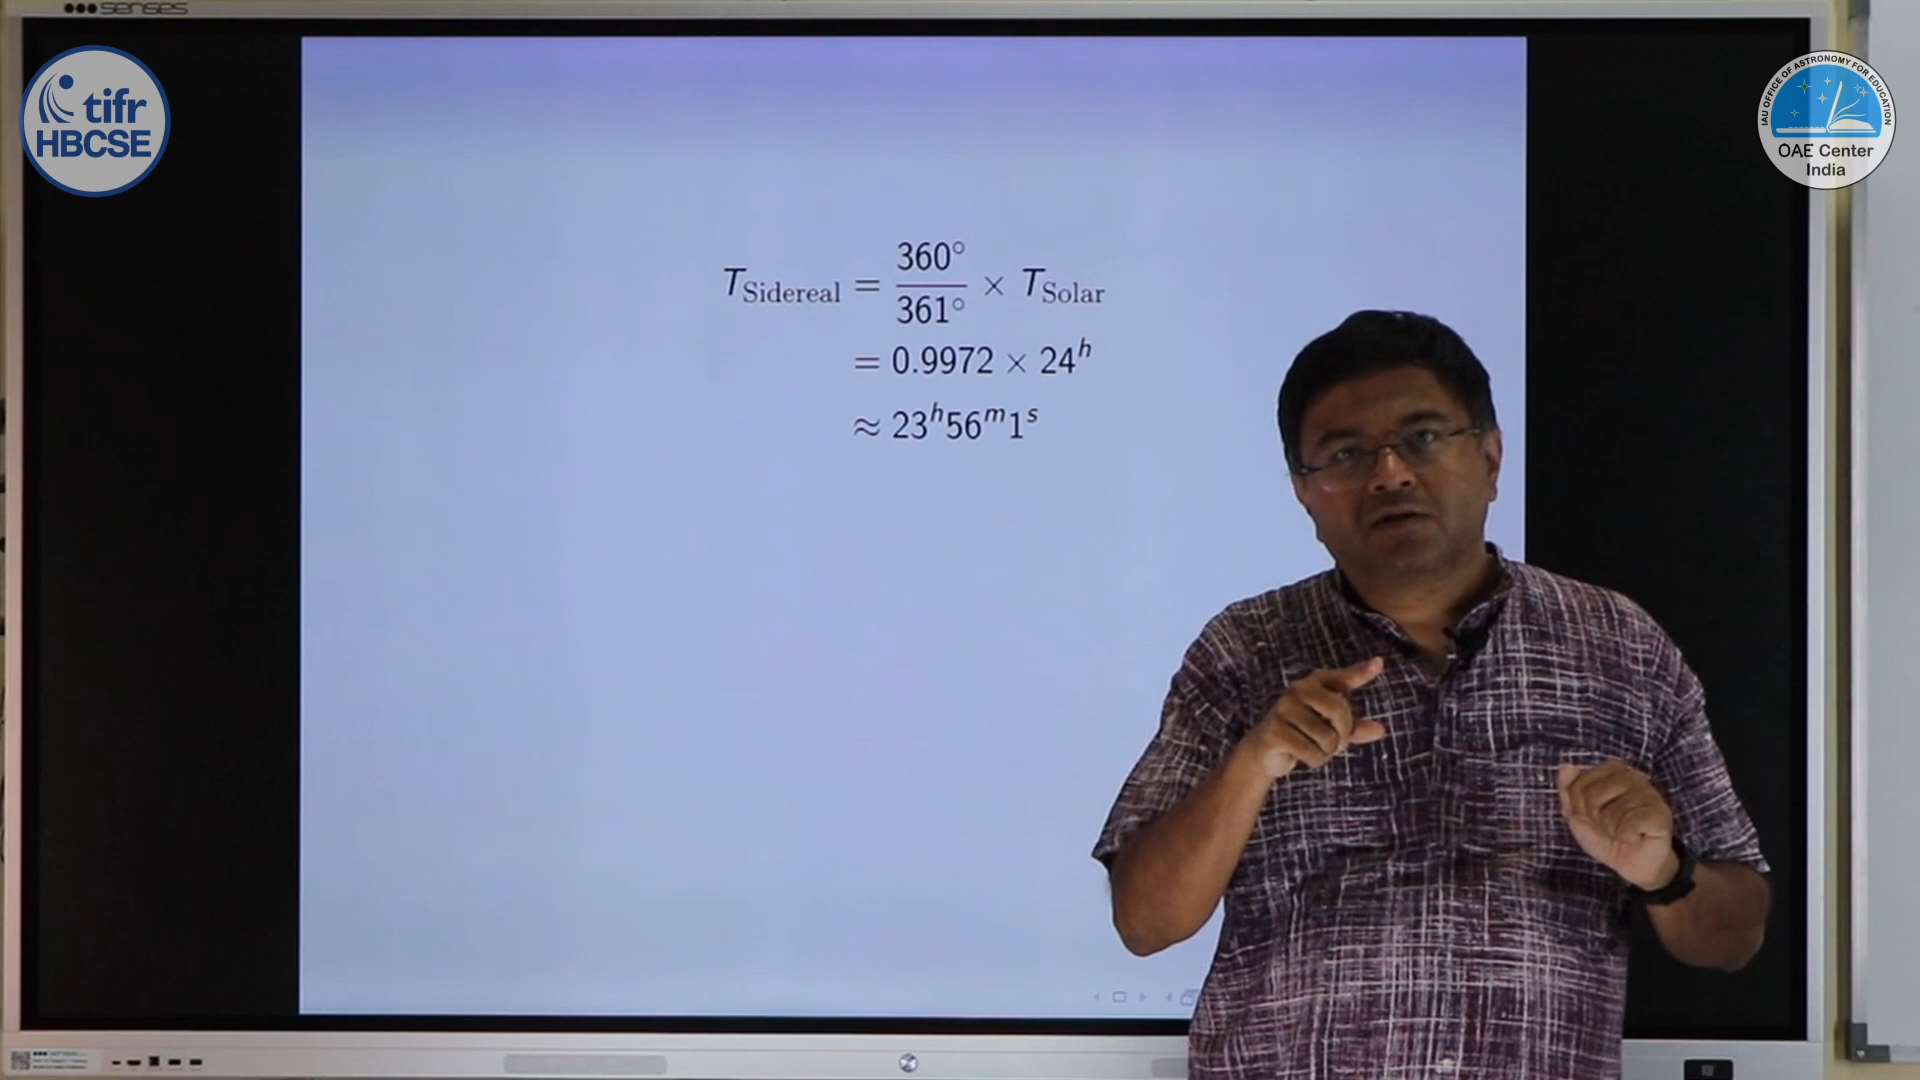 senses
tifr
HBCSE
IAU OFFICE OF ASTRONOMY FOR EDUCATION
OAE Center
India
T_Sidereal = 360° / 361° × T_Solar
= 0.9972 × 24^h
≈ 23^h56^m1^s